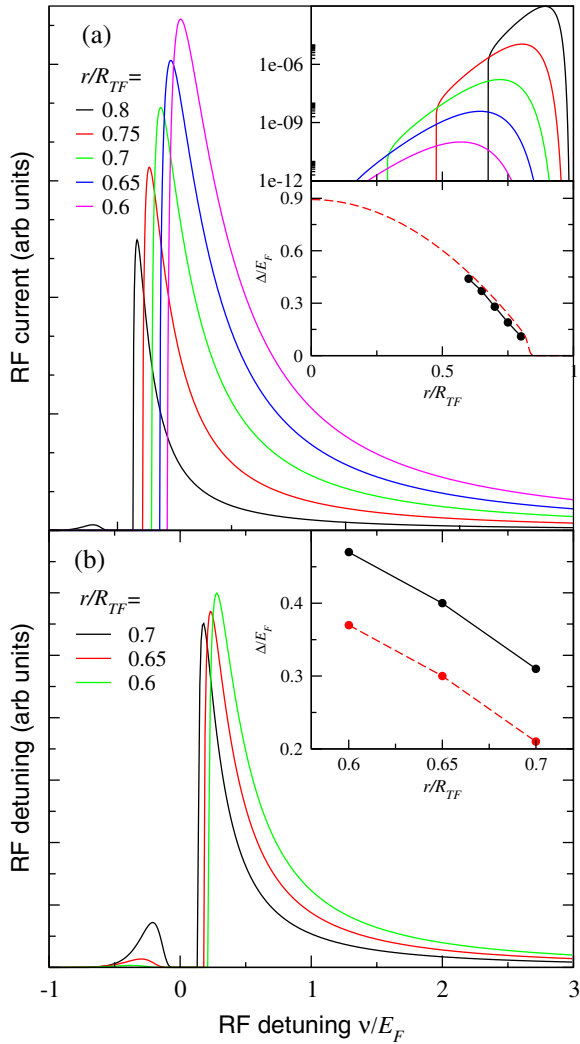 (a)
r/R_TF=
0.8
0.75
0.7
0.65
0.6
RF current (arb units)
1e-06
1e-09
1e-12
0.9
0.6
0.3
0
Δ/E_F
0 0.5 1
r/R_TF
(b)
r/R_TF=
0.7
0.65
0.6
RF detuning (arb units)
0.4
0.3
0.2
Δ/E_F
0.6 0.65 0.7
r/R_TF
-1 0 1 2 3
RF detuning ν/E_F